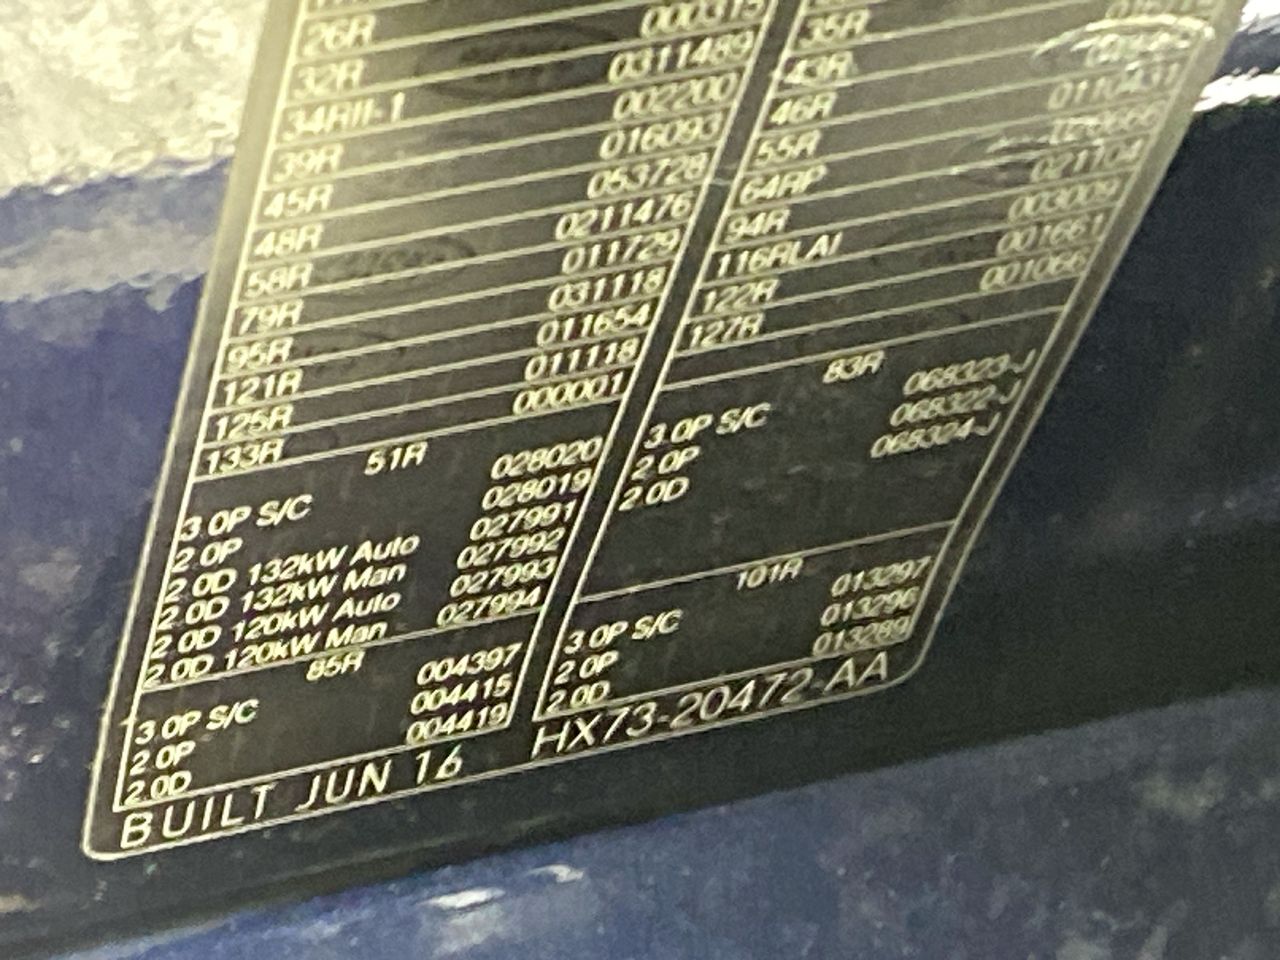 26R 000315
32R 0311489
34RII-1 002200
39R 016093
45R 053728
48R 0211476
58R 011729
79R 031118
95R 011654
121R 011118
125R 000001
133R
51R
3.0P S/C 028020
2.0P 028019
2.0D 132kW Auto 027991
2.0D 132kW Man 027992
2.0D 120kW Auto 027993
2.0D 120kW Man 027994
85R
3.0P S/C 004397
2.0P 004415
2.0D 004419
35R
43R
46R 0110431
55R
64RP 021104
94R 003009
116RLAI 001661
122R 001066
127R
83R
3.0P S/C 068323-J
2.0P 068322-J
2.0D 068324-J
101R
3.0P S/C 013297
2.0P 013296
2.0D 013289
BUILT JUN 16 HX73-20472-AA